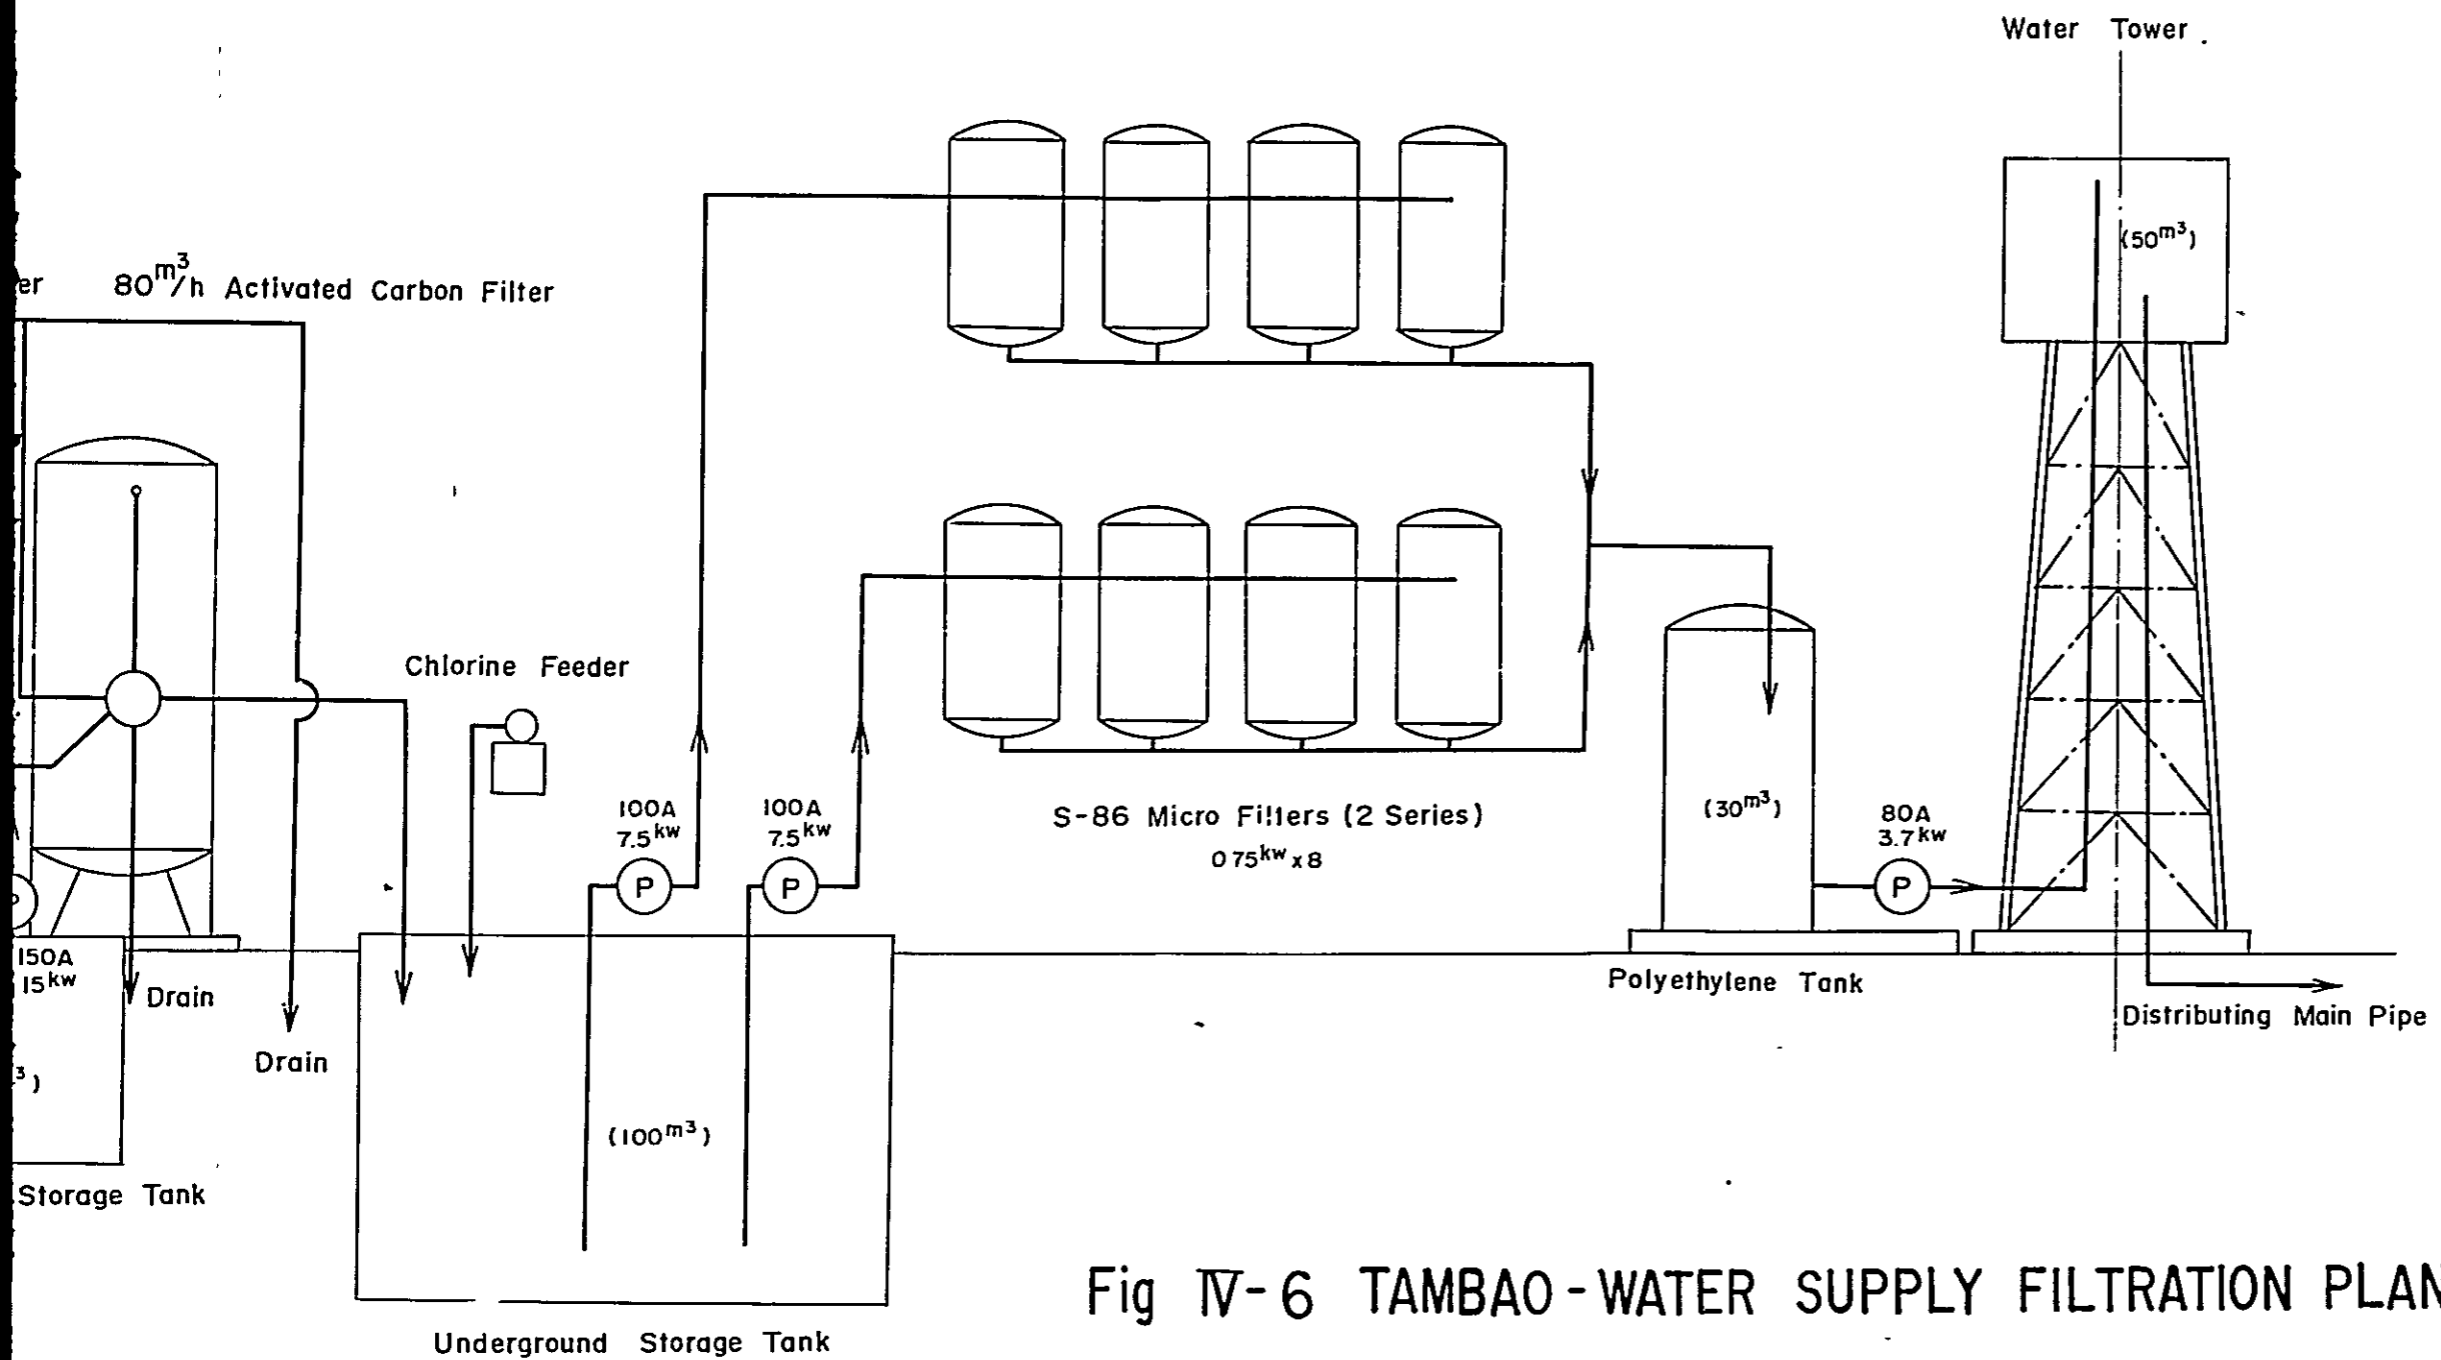 Water Tower
(50m³)
80m³/h Activated Carbon Filter
Chlorine Feeder
100A
7.5kw
100A
7.5kw
S-86 Micro Filters (2 Series)
0 75kw x 8
(30m³)
80A
3.7kw
P
P
P
P
150A
15kw
Drain
Drain
Polyethylene Tank
Distributing Main Pipe
³)
(100m³)
Storage Tank
Underground Storage Tank
Fig Ⅳ-6 TAMBAO-WATER SUPPLY FILTRATION PLAN